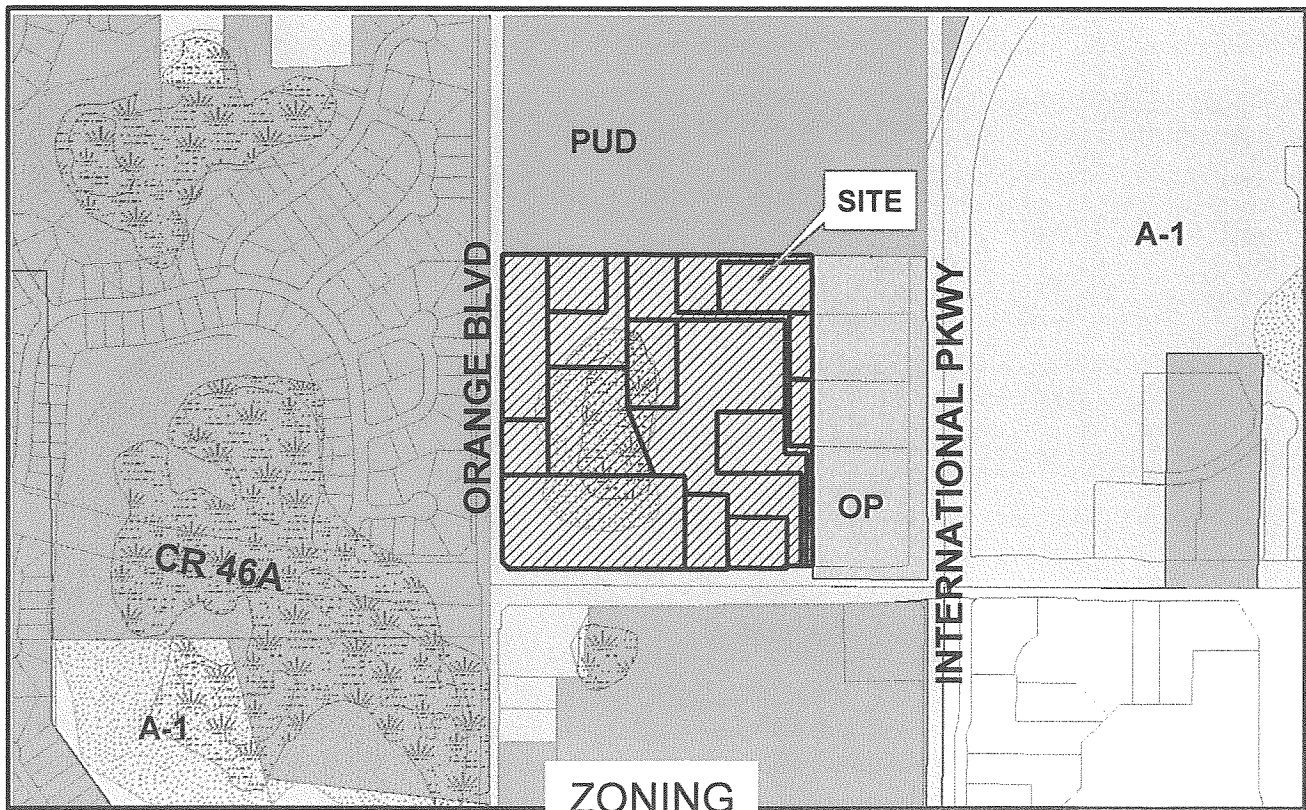 PUD
SITE
A-1
ORANGE BLVD
INTERNATIONAL PKWY
OP
CR 46A
A-1
ZONING